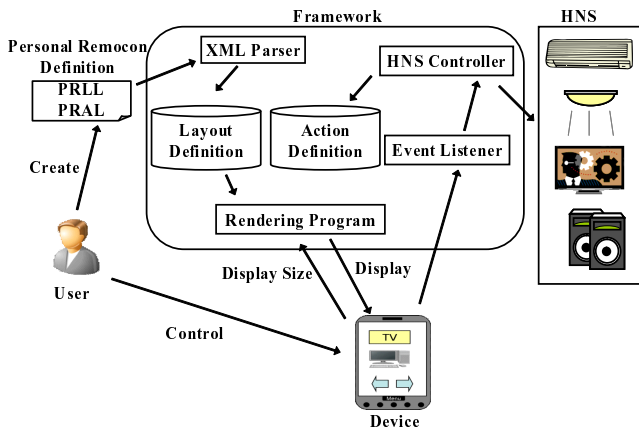 Framework
HNS
Personal Remocon
Definition
PRLL
PRAL
XML Parser
HNS Controller
Layout
Definition
Action
Definition
Event Listener
Create
Rendering Program
User
Display Size
Display
Control
TV
Menu
Device